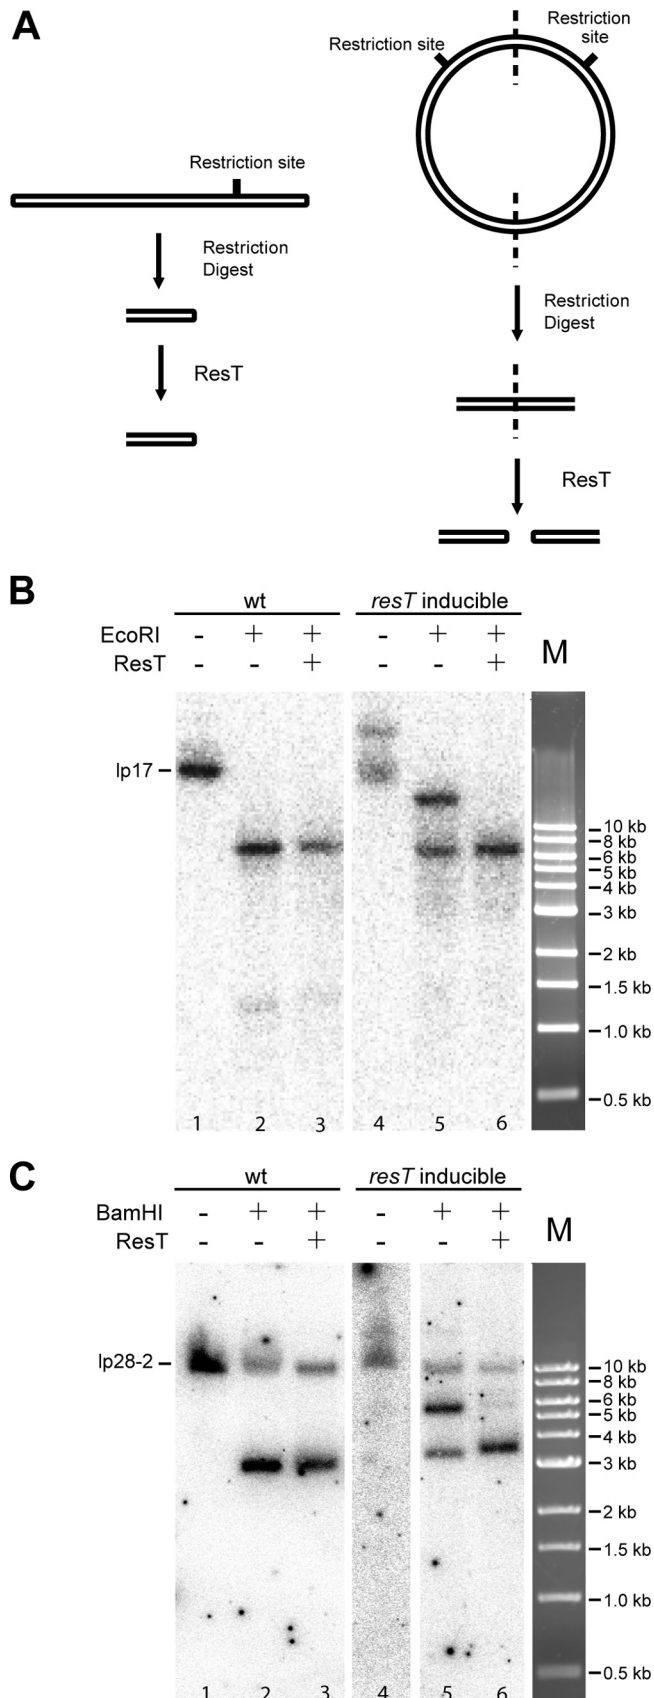 A
Restriction site
Restriction
site
Restriction site
Restriction
Digest
ResT
Restriction
Digest
ResT
B
wt
resT inducible
EcoRI - + + - + +
ResT - - + - - +
M
lp17
10 kb
8 kb
6 kb
5 kb
4 kb
3 kb
2 kb
1.5 kb
1.0 kb
0.5 kb
1 2 3 4 5 6
C
wt
resT inducible
BamHI - + + - + +
ResT - - + - - +
M
lp28-2
10 kb
8 kb
6 kb
5 kb
4 kb
3 kb
2 kb
1.5 kb
1.0 kb
0.5 kb
1 2 3 4 5 6